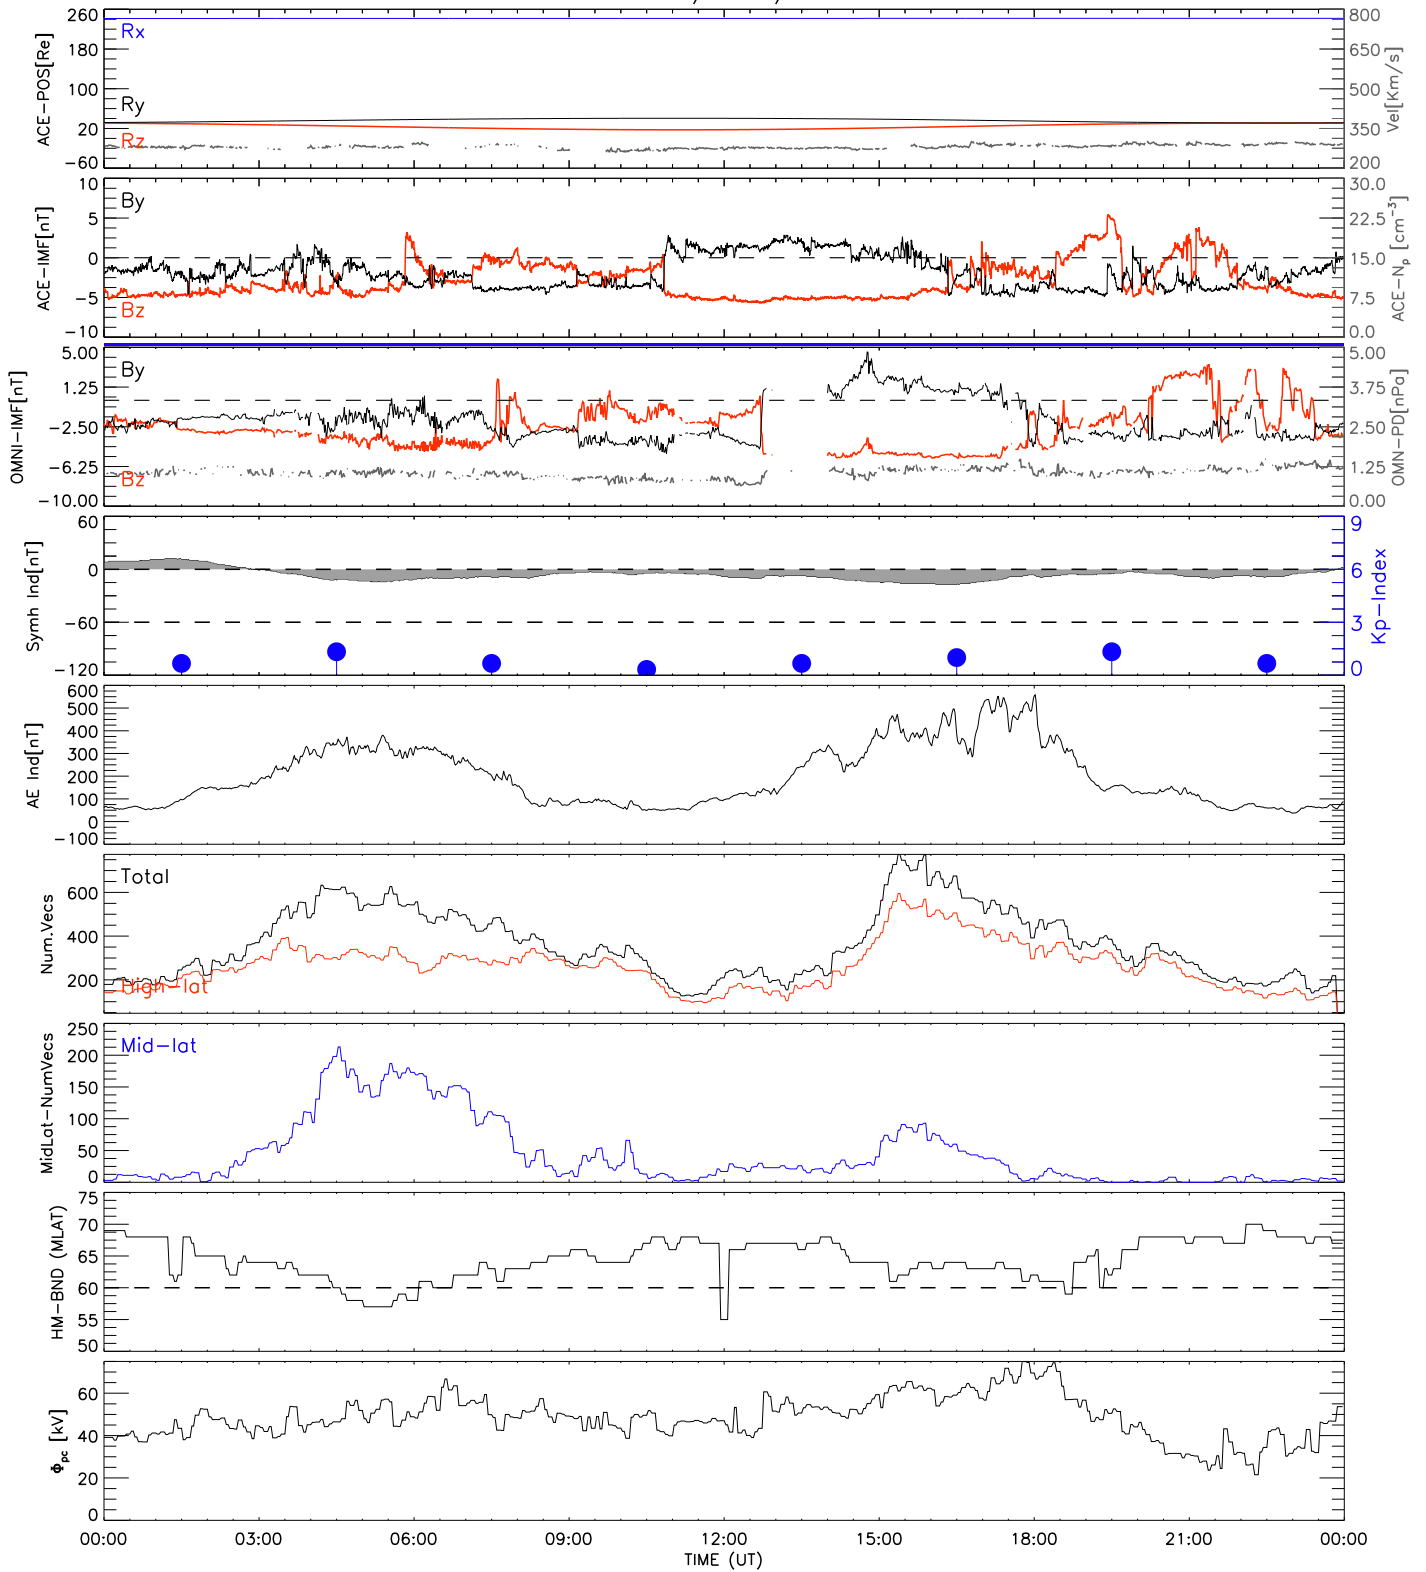 260
180
100
20
-60
ACE-POS[Re]
Rx
Ry
Rz
800
650
500
350
200
Vel[Km/s]
10
5
0
-5
-10
ACE-IMF[nT]
By
Bz
30.0
22.5
15.0
7.5
0.0
ACE-Np [cm⁻³]
5.00
1.25
-2.50
-6.25
-10.00
OMNI-IMF[nT]
By
Bz
5.00
3.75
2.50
1.25
0.00
OMN-PD[nPa]
60
0
-60
-120
Symh Ind[nT]
9
6
3
0
Kp-Index
600
500
400
300
200
100
0
-100
AE Ind[nT]
600
400
200
Num.Vecs
Total
High-lat
250
200
150
100
50
0
MidLat-NumVecs
Mid-lat
75
70
65
60
55
50
HM-BND (MLAT)
60
40
20
0
Φpc [kV]
00:00 03:00 06:00 09:00 12:00 15:00 18:00 21:00 00:00
TIME (UT)